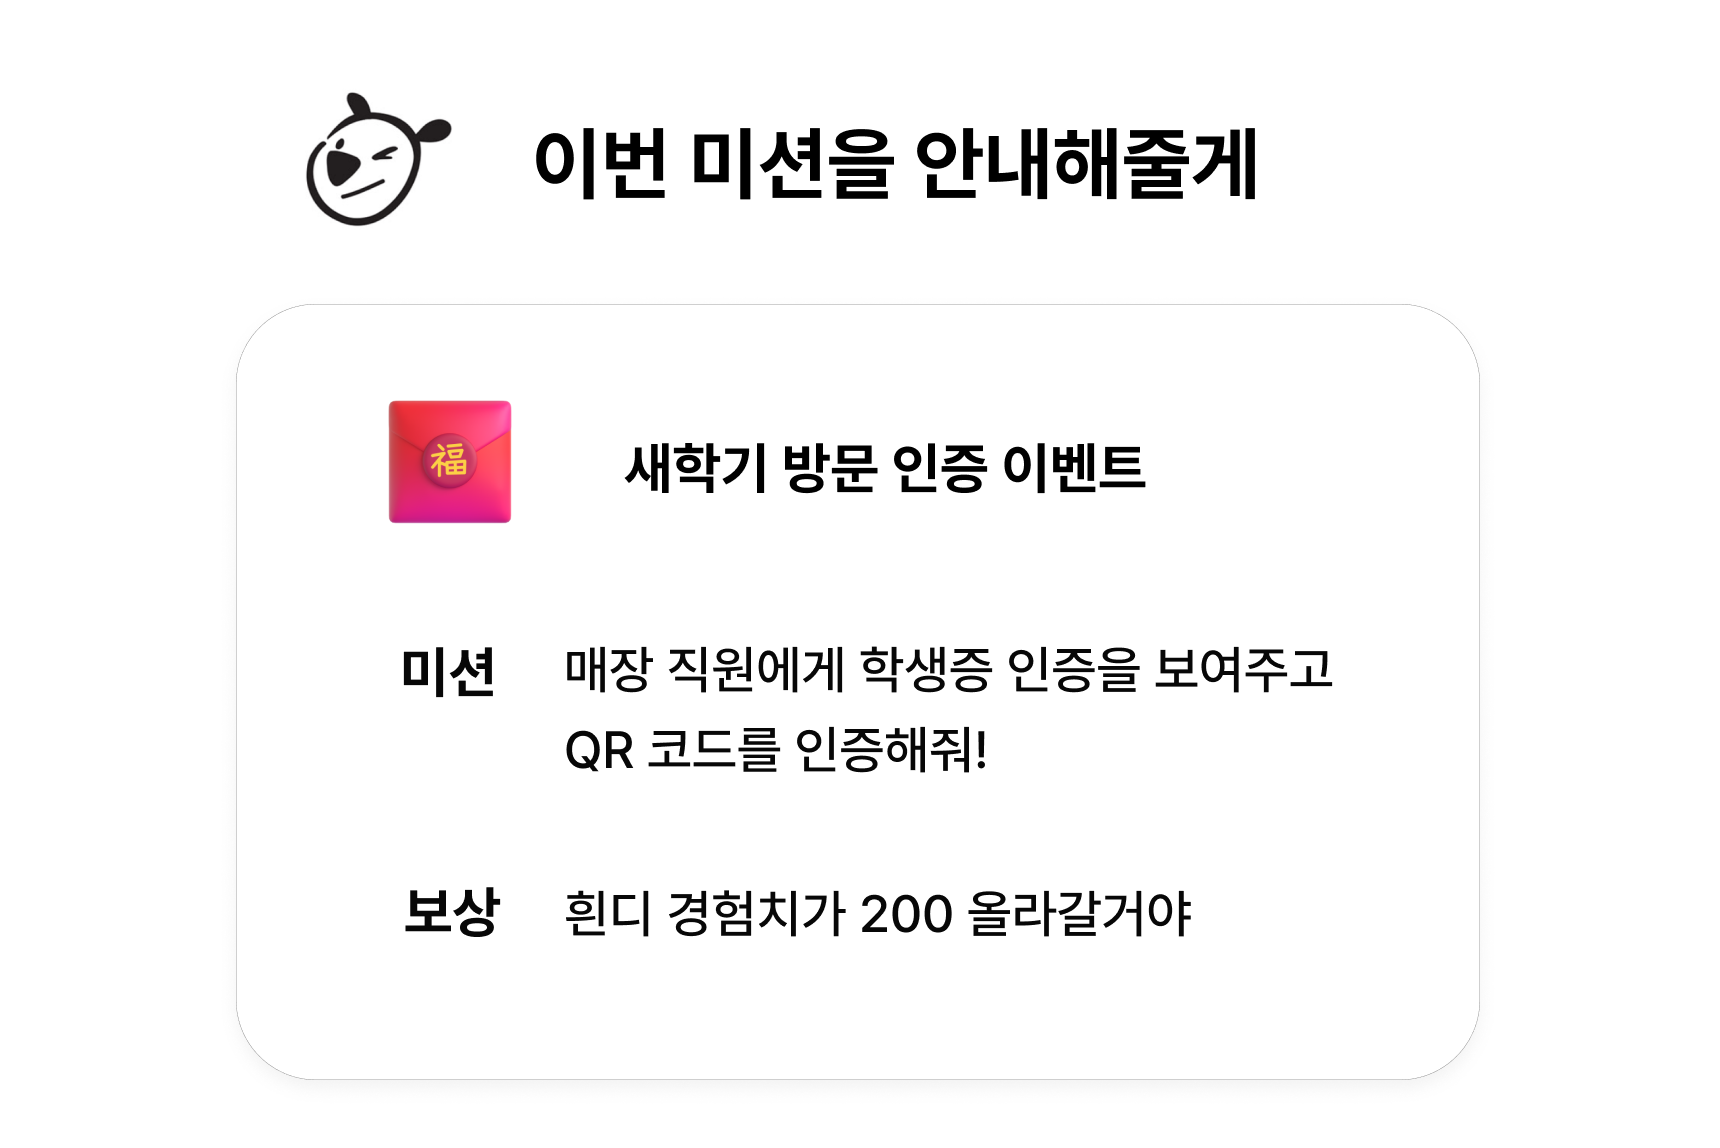 이번 미션을 안내해줄게
福
새학기 방문 인증 이벤트
미션 매장 직원에게 학생증 인증을 보여주고
QR 코드를 인증해줘!
보상 흰디 경험치가 200 올라갈거야